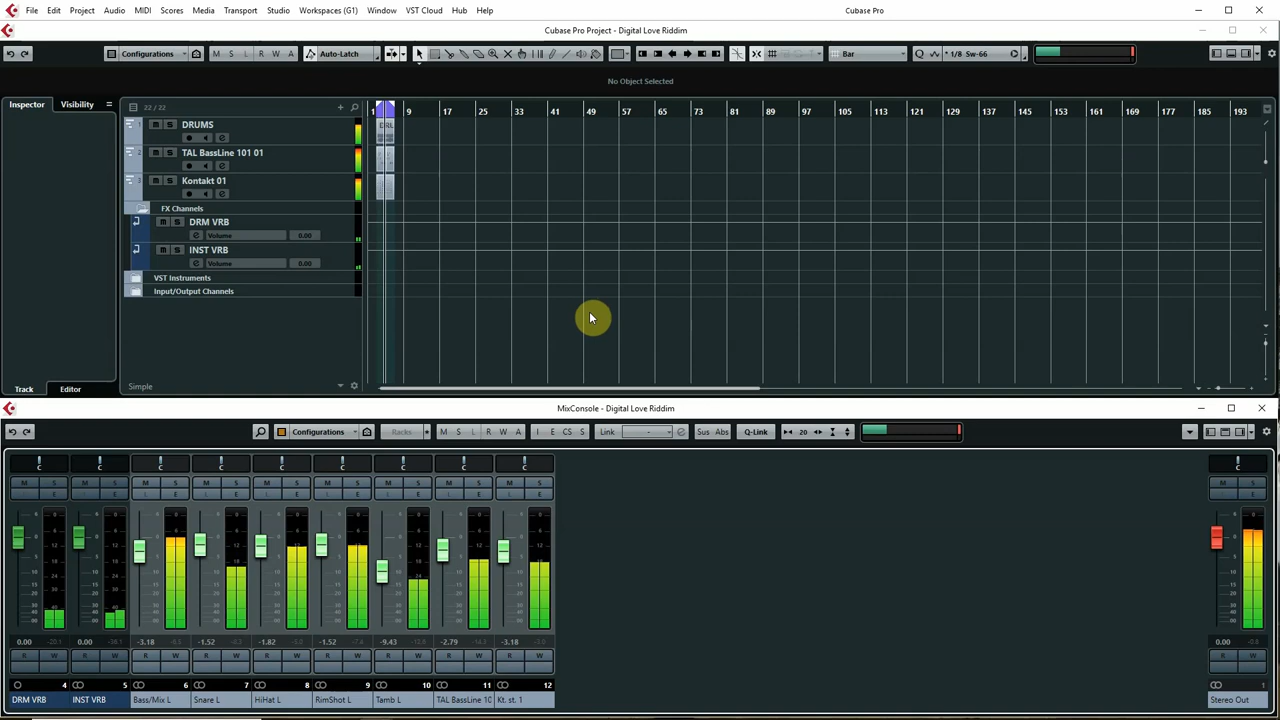 File Edit Project Audio MIDI Scores Media Transport Studio Workspaces (G1) Window VST Cloud Hub Help Cubase Pro
Cubase Pro Project - Digital Love Riddim
Configurations M S L R W A Auto-Latch Bar Q 1/8 Sw-66
No Object Selected
Inspector Visibility 22 / 22 1 9 17 25 33 41 49 57 65 73 81 89 97 105 113 121 129 137 145 153 161 169 177 185 193
1 m S DRUMS
2 m S TAL BassLine 101 01
3 m S Kontakt 01
FX Channels
m S DRM VRB
e Volume 0.00
m S INST VRB
e Volume 0.00
VST Instruments
Input/Output Channels
Simple
Track Editor
MixConsole - Digital Love Riddim
Configurations Racks M S L R W A I E CS S Link Sus Abs Q-Link 20
C C C C C C C C C C
M S M S M S M S M S M S M S M S M S M S
0.00 0.00 -3.18 -1.52 -1.82 -1.52 -9.43 -2.79 -3.18 0.00
R W R W R W R W R W R W R W R W R W R W
4 5 6 7 8 9 10 11 12 1
DRM VRB INST VRB Bass/Mix L Snare L HiHat L RimShot L Tamb L TAL BassLine 10 Kt. st. 1 Stereo Out